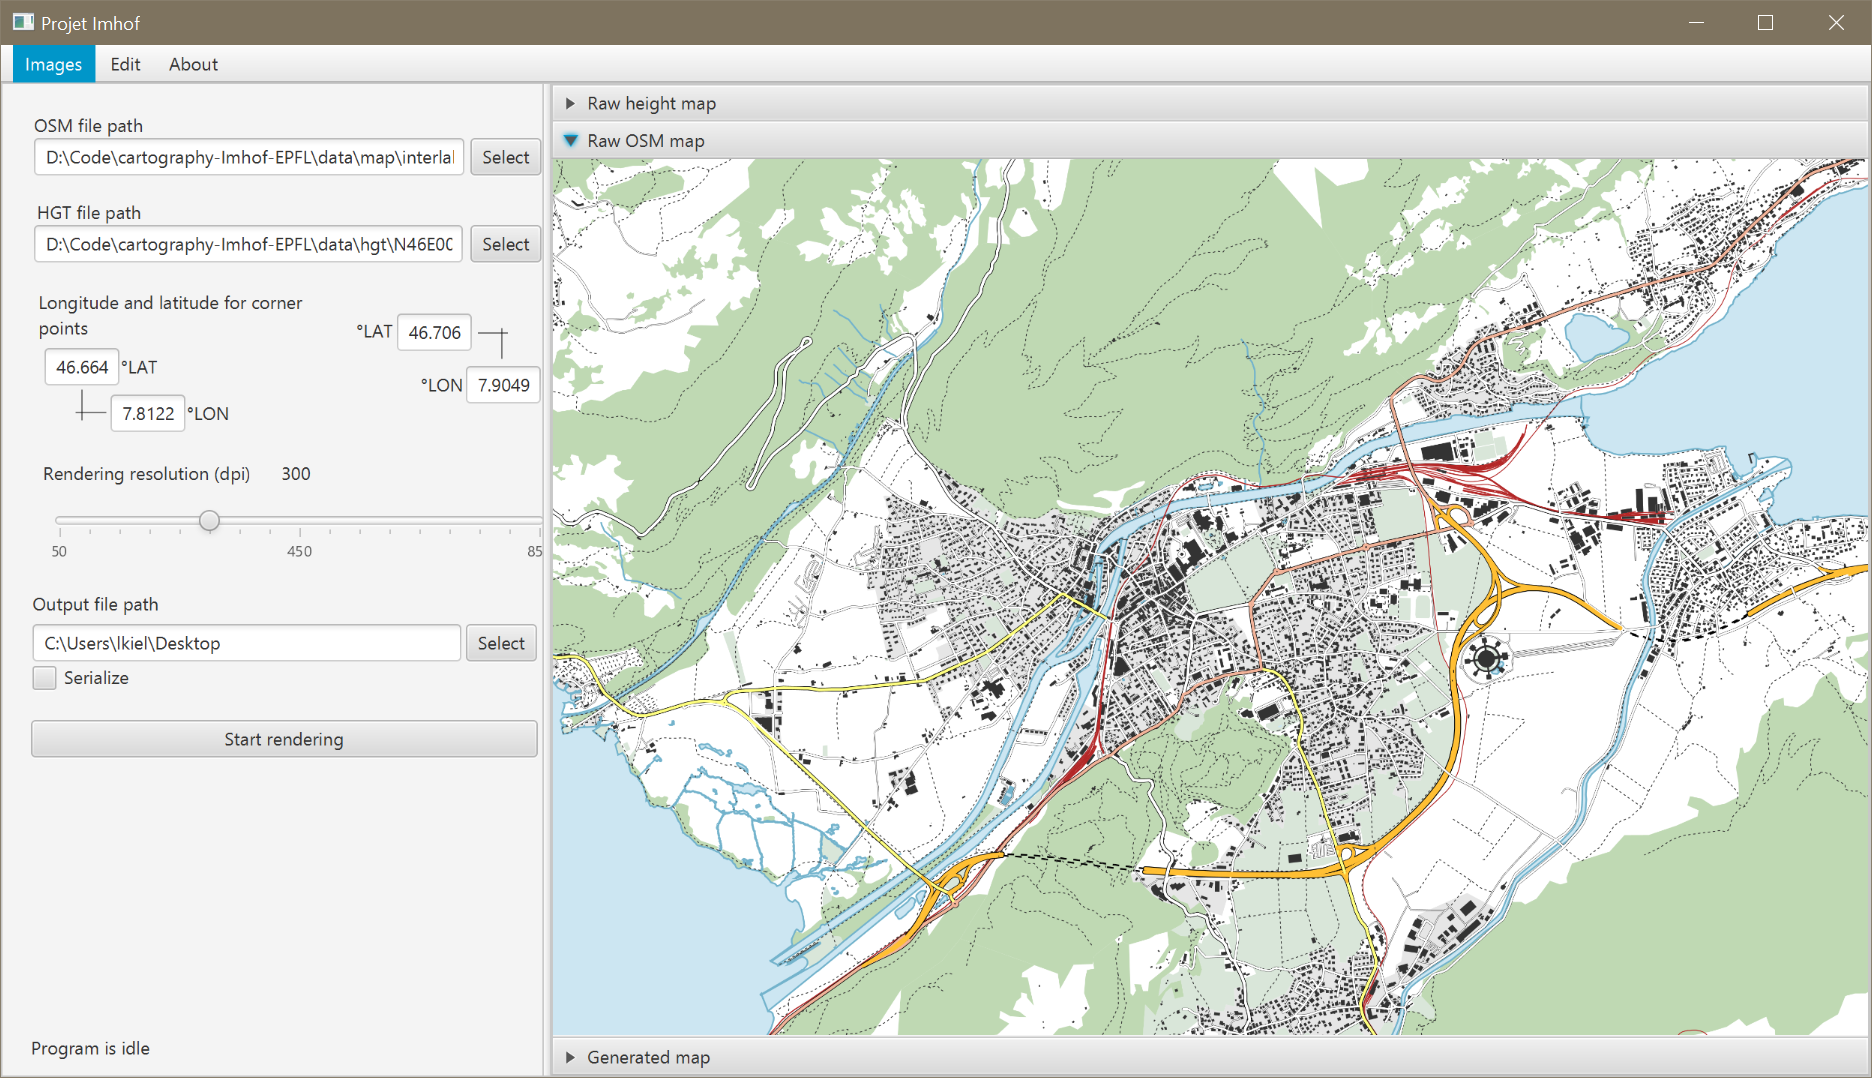 Projet Imhof
Images Edit About
OSM file path
D:\Code\cartography-Imhof-EPFL\data\map\interlal
Select
HGT file path
D:\Code\cartography-Imhof-EPFL\data\hgt\N46E0C
Select
Longitude and latitude for corner
points
°LAT 46.706
46.664 °LAT
°LON 7.9049
7.8122 °LON
Rendering resolution (dpi) 300
50 450 85
Output file path
C:\Users\lkiel\Desktop
Select
Serialize
Start rendering
Program is idle
Raw height map
Raw OSM map
Generated map